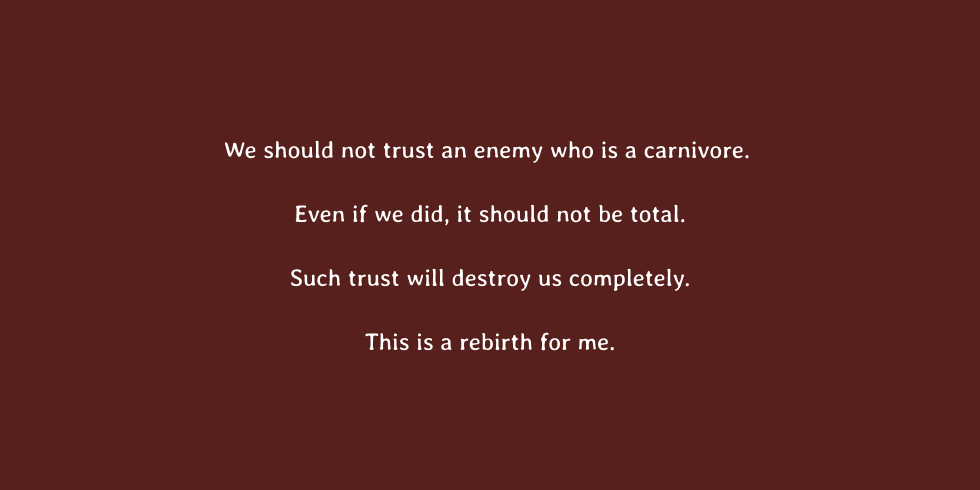 We should not trust an enemy who is a carnivore.
Even if we did, it should not be total.
Such trust will destroy us completely.
This is a rebirth for me.